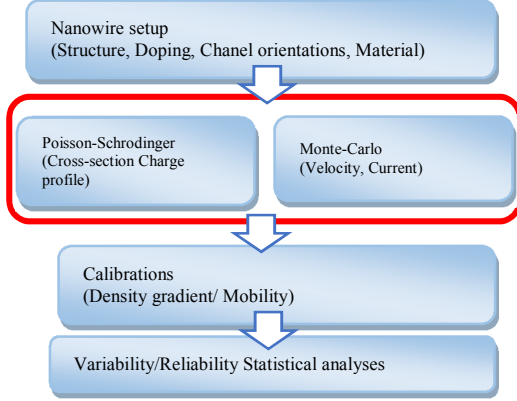 Nanowire setup
(Structure, Doping, Chanel orientations, Material)
Poisson-Schrodinger
(Cross-section Charge
profile)
Monte-Carlo
(Velocity, Current)
Calibrations
(Density gradient/ Mobility)
Variability/Reliability Statistical analyses